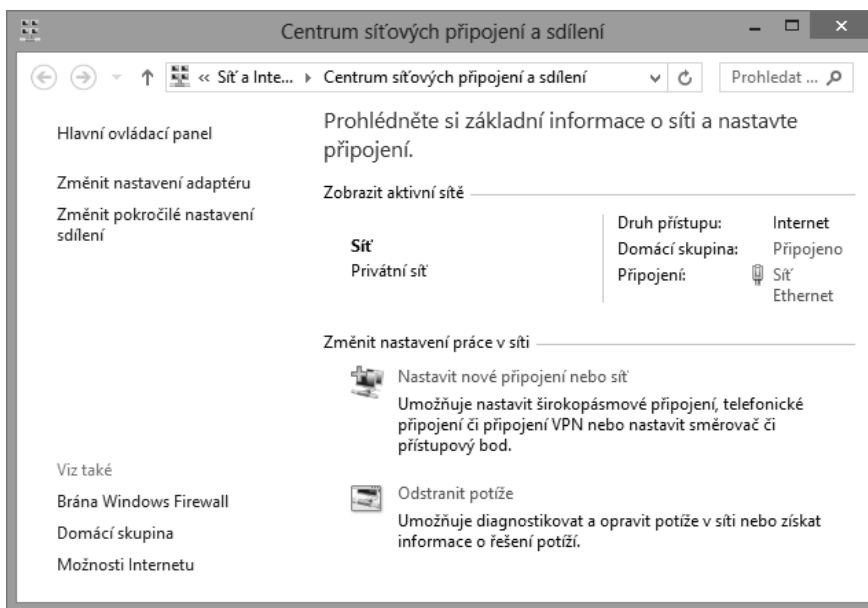 Centrum síťových připojení a sdílení
« Síť a Inte... Centrum síťových připojení a sdílení Prohledat ...
Hlavní ovládací panel
Změnit nastavení adaptéru
Změnit pokročilé nastavení
sdílení
Viz také
Brána Windows Firewall
Domácí skupina
Možnosti Internetu
Prohlédněte si základní informace o síti a nastavte
připojení.
Zobrazit aktivní sítě
Síť
Privátní síť
Druh přístupu: Internet
Domácí skupina: Připojeno
Připojení: Síť
Ethernet
Změnit nastavení práce v síti
Nastavit nové připojení nebo síť
Umožňuje nastavit širokopásmové připojení, telefonické
připojení či připojení VPN nebo nastavit směrovač či
přístupový bod.
Odstranit potíže
Umožňuje diagnostikovat a opravit potíže v síti nebo získat
informace o řešení potíží.